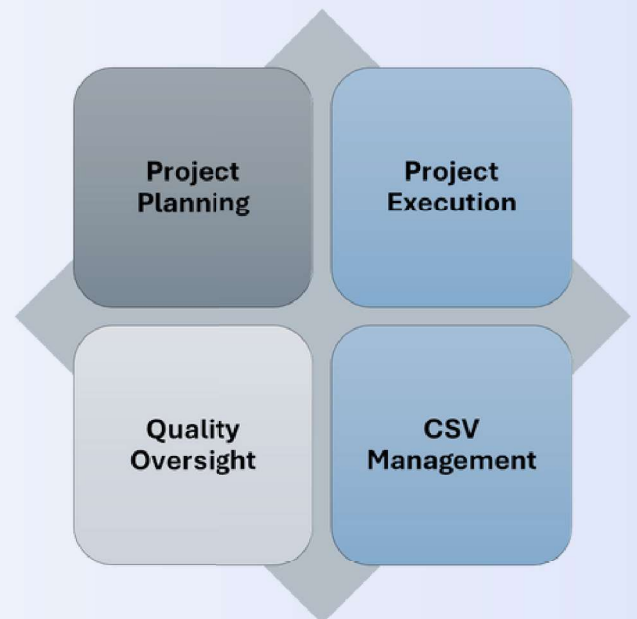 Project
Planning
Project
Execution
Quality
Oversight
CSV
Management